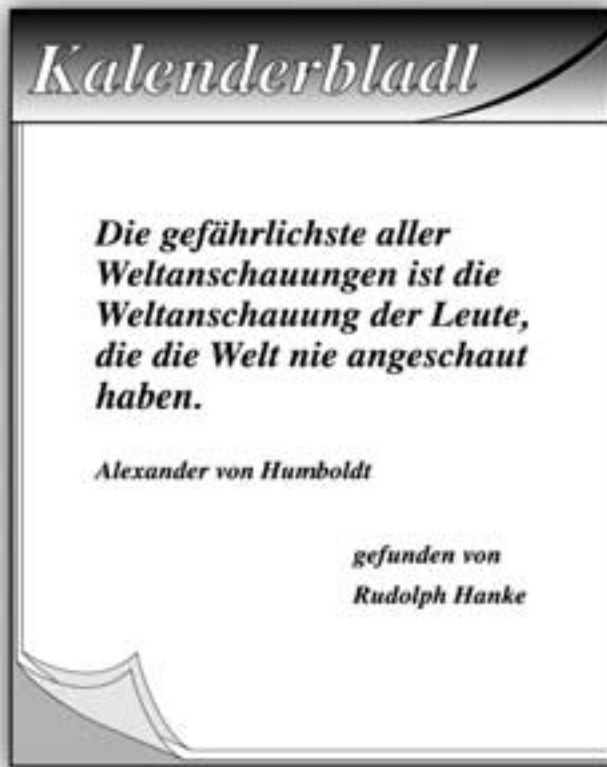 Kalenderbladl
Die gefährlichste aller
Weltanschauungen ist die
Weltanschauung der Leute,
die die Welt nie angeschaut
haben.
Alexander von Humboldt
gefunden von
Rudolph Hanke